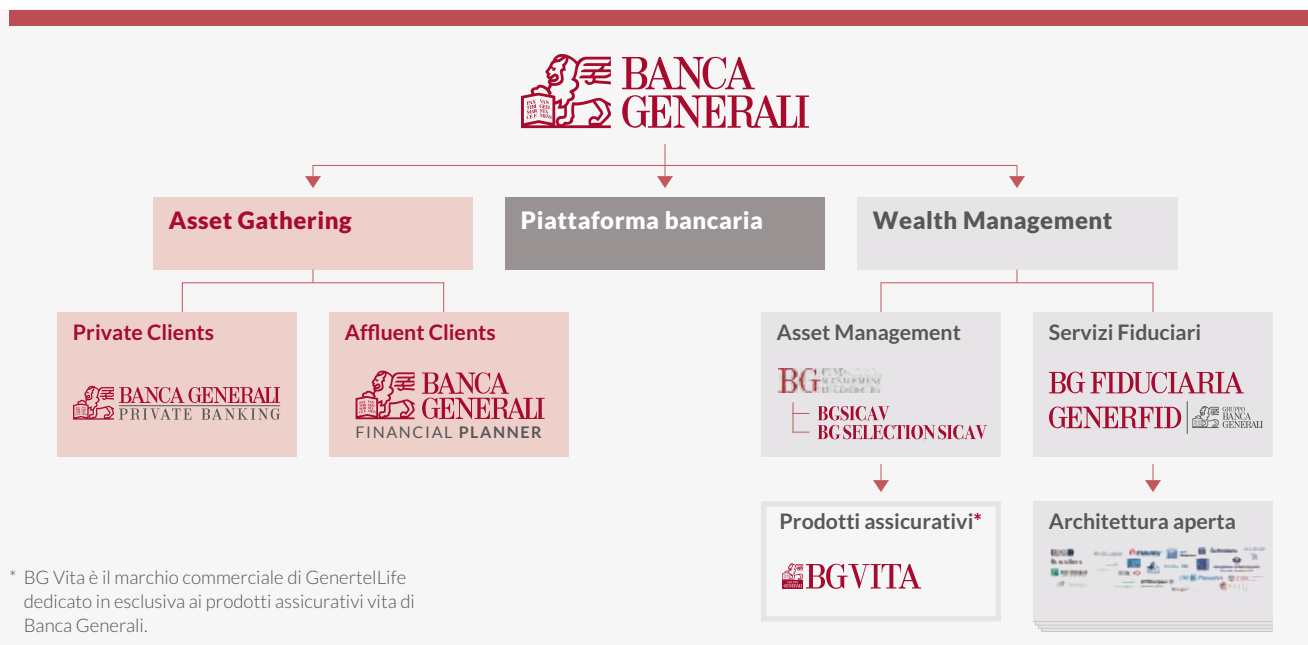 BANCA
GENERALI
Asset Gathering
Piattaforma bancaria
Wealth Management
Private Clients
BANCA GENERALI
PRIVATE BANKING
Affluent Clients
BANCA
GENERALI
FINANCIAL PLANNER
Asset Management
BG
BGSICAV
BG SELECTION SICAV
Servizi Fiduciari
BG FIDUCIARIA
GENERFID
GRUPPO
BANCA
GENERALI
Prodotti assicurativi*
BG VITA
Architettura aperta
* BG Vita è il marchio commerciale di GenertelLife
dedicato in esclusiva ai prodotti assicurativi vita di
Banca Generali.